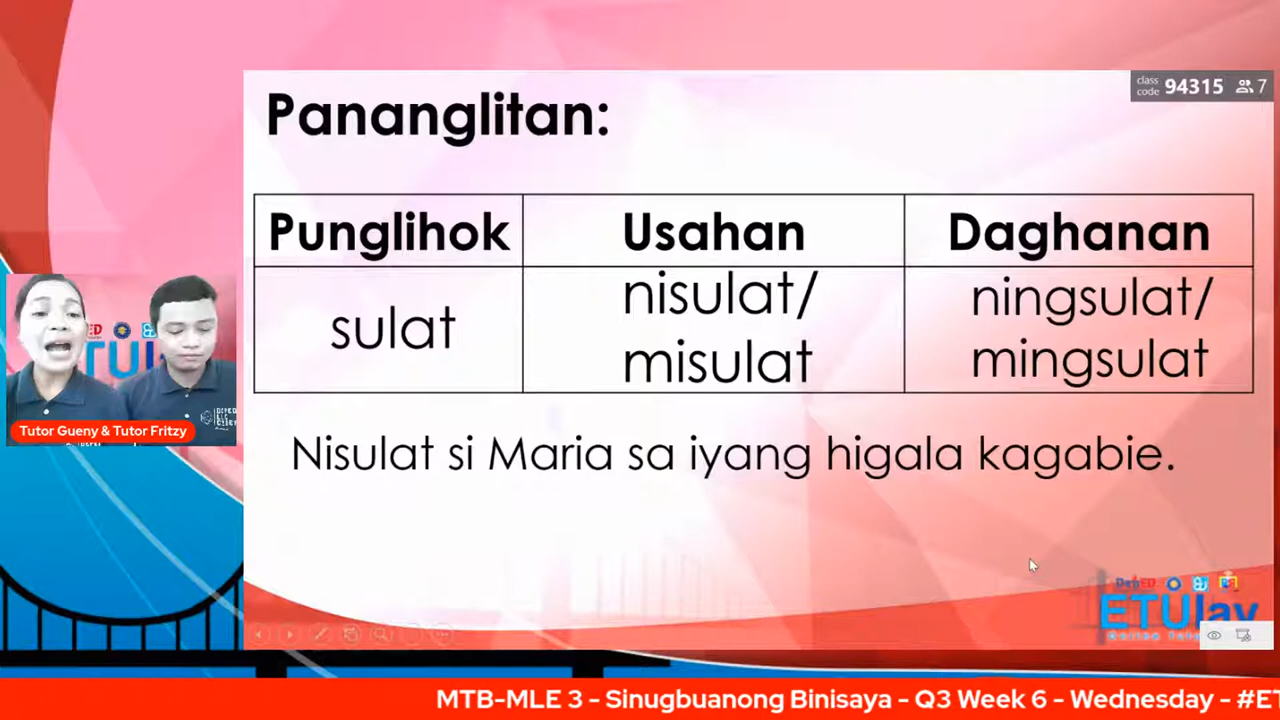 Pananglitan:
class code 94315 7
Punglihok Usahan Daghanan
sulat
nisulat/
misulat
ningsulat/
mingsulat
Nisulat si Maria sa iyang higala kagabie.
Tutor Gueny & Tutor Fritzy
DepED
ETUlay
MTB-MLE 3 - Sinugbuanong Binisaya - Q3 Week 6 - Wednesday - #ET